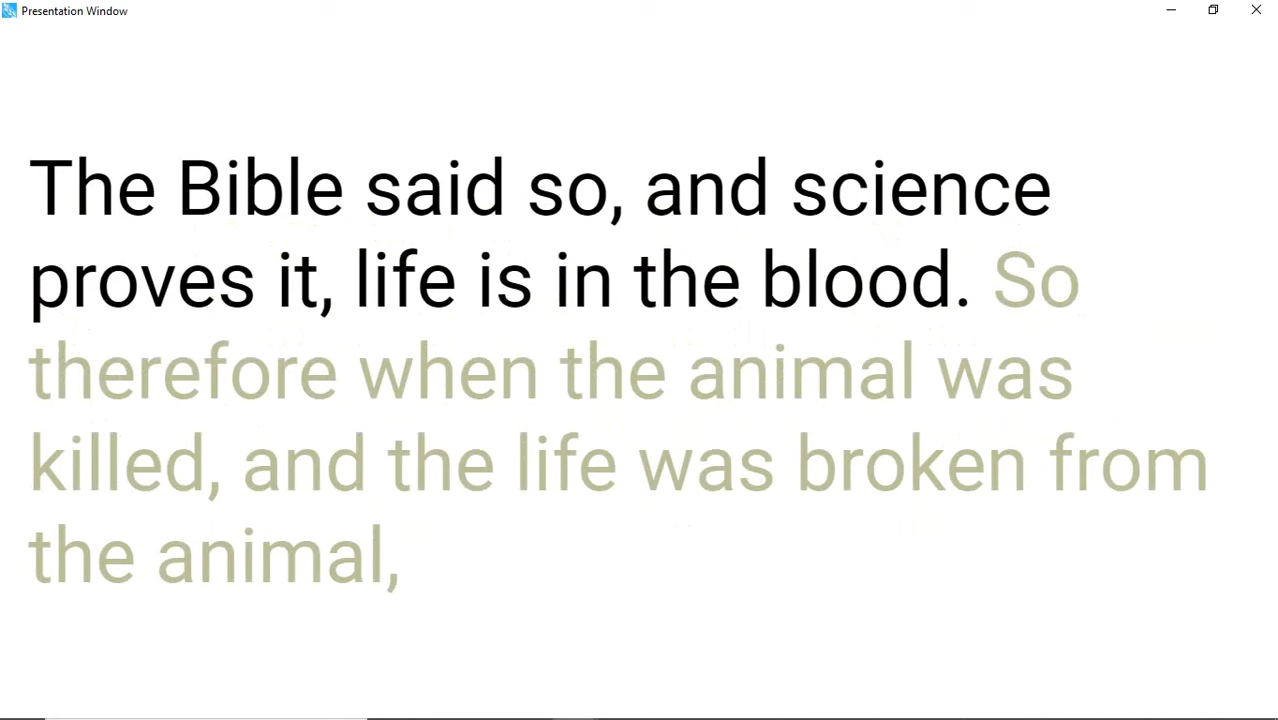 Presentation Window
The Bible said so, and science
proves it, life is in the blood. So
therefore when the animal was
killed, and the life was broken from
the animal,